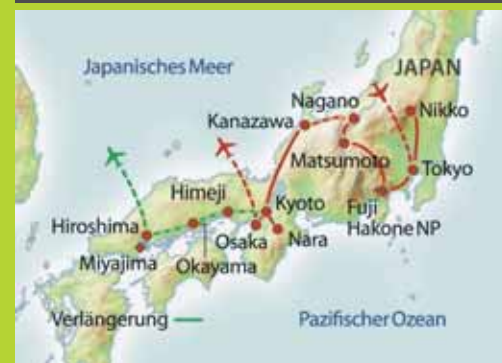 Japanisches Meer
JAPAN
Nagano
Nikko
Kanazawa
Matsumoto
Tokyo
Himeji
Kyoto
Fuji
Hakone NP
Hiroshima
Osaka
Nara
Miyajima
Okayama
Verlängerung
Pazifischer Ozean